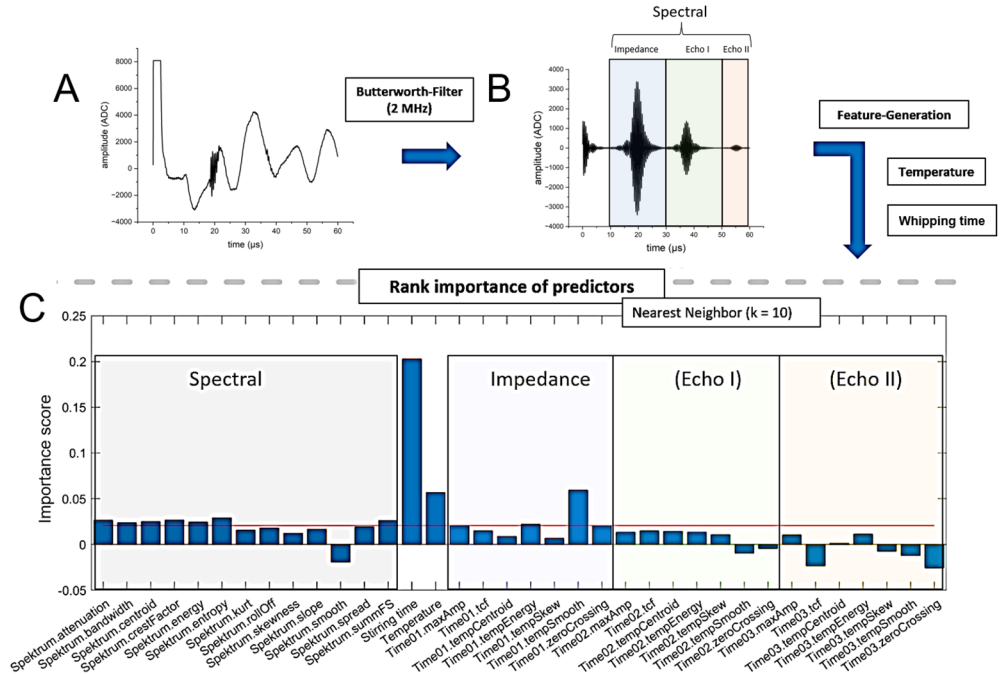 A
8000
6000
4000
2000
0
−2000
−4000
amplitude (ADC)
0 10 20 30 40 50 60
time (µs)
Butterworth-Filter
(2 MHz)
B
Spectral
Impedance Echo I Echo II
4000
3000
2000
1000
0
−1000
−2000
−3000
−4000
amplitude (ADC)
0 10 20 30 40 50 60
time (µs)
Feature-Generation
Temperature
Whipping time
Rank importance of predictors
C
Nearest Neighbor (k = 10)
0.25
0.2
0.15
0.1
0.05
0
-0.05
Importance score
Spectral
Impedance
(Echo I)
(Echo II)
Spektrum.attenuation
Spektrum.bandwidth
Spektrum.centroid
Spektrum.crestFactor
Spektrum.energy
Spektrum.entropy
Spektrum.kurt
Spektrum.rollOff
Spektrum.skewness
Spektrum.slope
Spektrum.smooth
Spektrum.spread
Spektrum.summFS
Stirring time
Temperature
Time01.maxAmp
Time01.tcf
Time01.tempCentroid
Time01.tempEnergy
Time01.tempSkew
Time01.tempSmooth
Time01.zeroCrossing
Time02.maxAmp
Time02.tcf
Time02.tempCentroid
Time02.tempEnergy
Time02.tempSkew
Time02.tempSmooth
Time02.zeroCrossing
Time03.maxAmp
Time03.tcf
Time03.tempCentroid
Time03.tempEnergy
Time03.tempSkew
Time03.tempSmooth
Time03.zeroCrossing